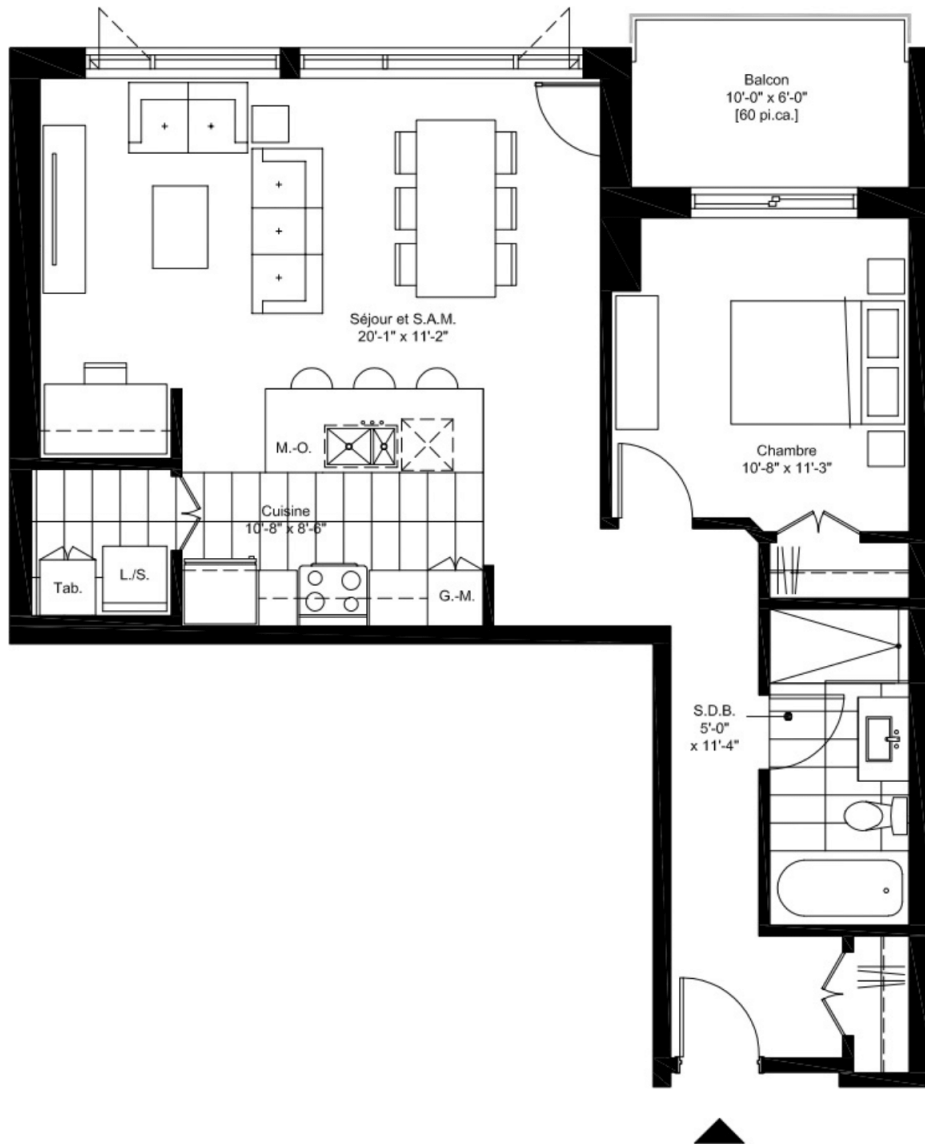 Balcon
10'-0" x 6'-0"
[60 pi.ca.]
Séjour et S.A.M.
20'-1" x 11'-2"
M.-O.
Chambre
10'-8" x 11'-3"
Cuisine
10'-8" x 8'-6"
Tab.
L./S.
G.-M.
S.D.B.
5'-0"
x 11'-4"